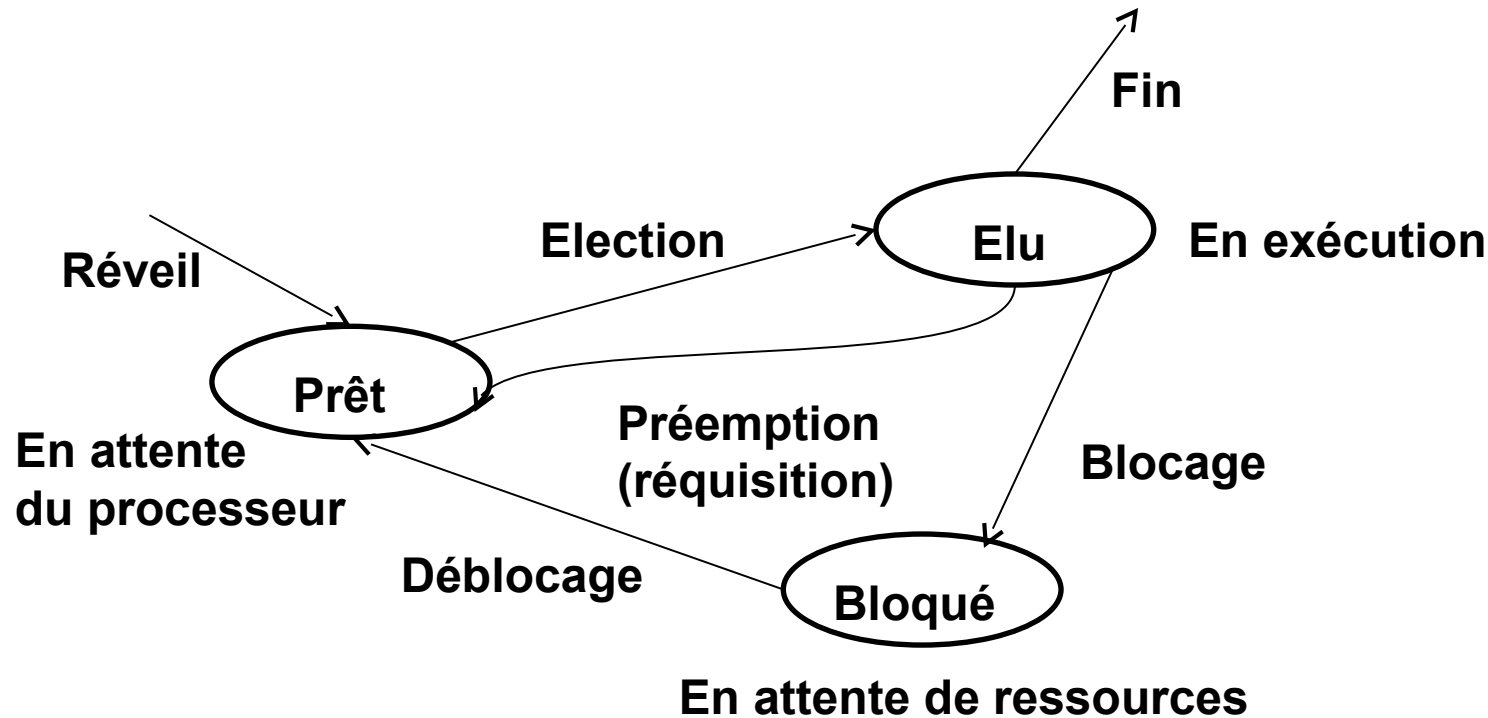 Fin
Election
Elu
En exécution
Réveil
Prêt
Préemption
(réquisition)
En attente
du processeur
Blocage
Déblocage
Bloqué
En attente de ressources